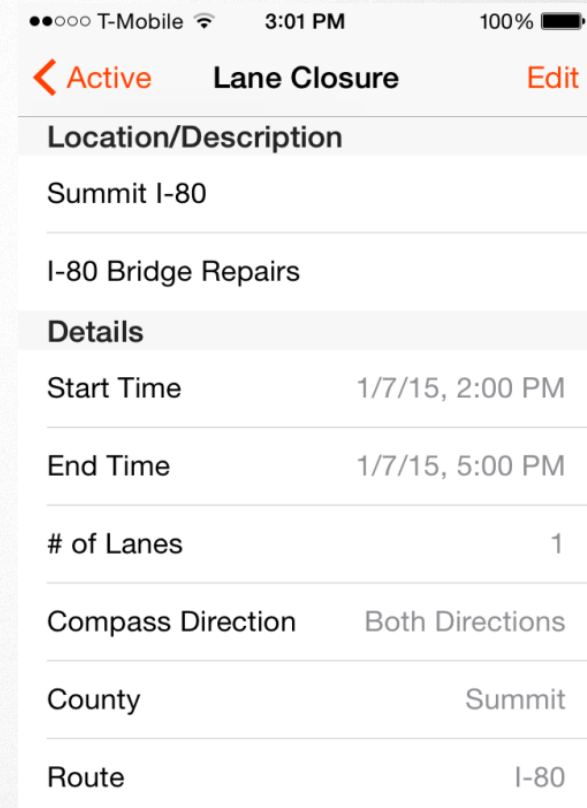 T-Mobile 3:01 PM 100%
Active Lane Closure Edit
Location/Description
Summit I-80
I-80 Bridge Repairs
Details
Start Time 1/7/15, 2:00 PM
End Time 1/7/15, 5:00 PM
# of Lanes 1
Compass Direction Both Directions
County Summit
Route I-80